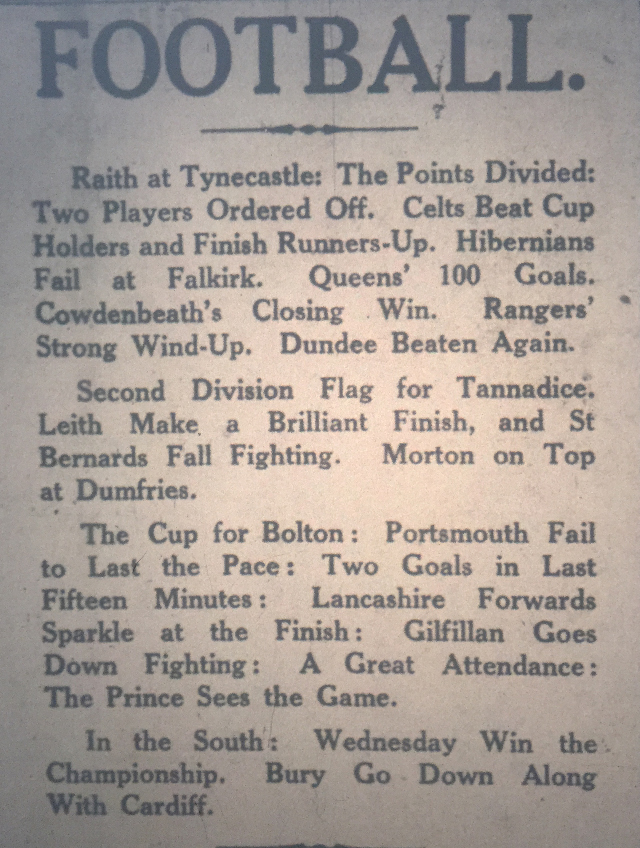 FOOTBALL.
Raith at Tynecastle: The Points Divided:
Two Players Ordered Off. Celts Beat Cup
Holders and Finish Runners-Up. Hibernians
Fail at Falkirk. Queens' 100 Goals.
Cowdenbeath's Closing Win. Rangers'
Strong Wind-Up. Dundee Beaten Again.
Second Division Flag for Tannadice.
Leith Make a Brilliant Finish, and St
Bernards Fall Fighting. Morton on Top
at Dumfries.
The Cup for Bolton: Portsmouth Fail
to Last the Pace: Two Goals in Last
Fifteen Minutes: Lancashire Forwards
Sparkle at the Finish: Gilfillan Goes
Down Fighting: A Great Attendance:
The Prince Sees the Game.
In the South: Wednesday Win the
Championship. Bury Go Down Along
With Cardiff.